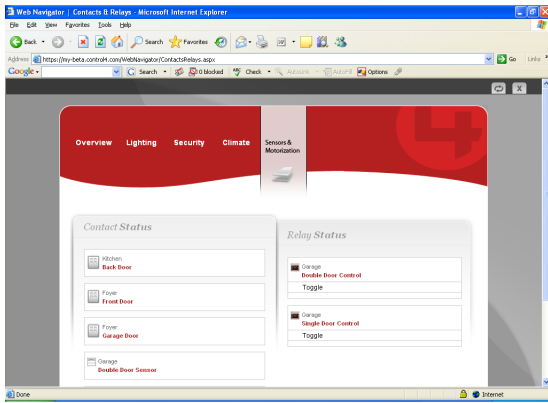 Web Navigator | Contacts & Relays - Microsoft Internet Explorer
File Edit View Favorites Tools Help
Back Search Favorites
Address https://my-beta.control4.com/WebNavigator/ContactsRelays.aspx Go Links »
Google Search 0 blocked Check AutoLink AutoFill Options
X
Overview Lighting Security Climate Sensors &
Motorization
4
Contact Status
Relay Status
Kitchen
Back Door
Foyer
Front Door
Foyer
Garage Door
Garage
Double Door Sensor
Garage
Double Door Control
Toggle
Garage
Single Door Control
Toggle
Done Internet